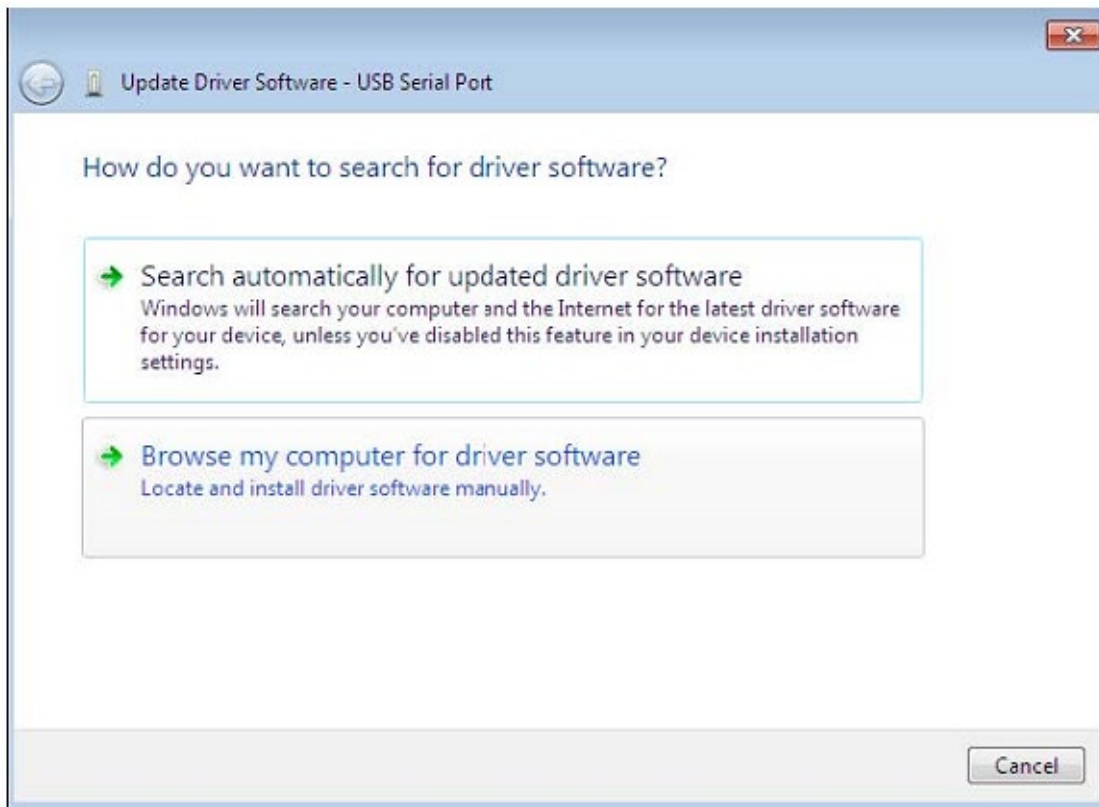 Update Driver Software - USB Serial Port
How do you want to search for driver software?
Search automatically for updated driver software
Windows will search your computer and the Internet for the latest driver software
for your device, unless you've disabled this feature in your device installation
settings.
Browse my computer for driver software
Locate and install driver software manually.
Cancel